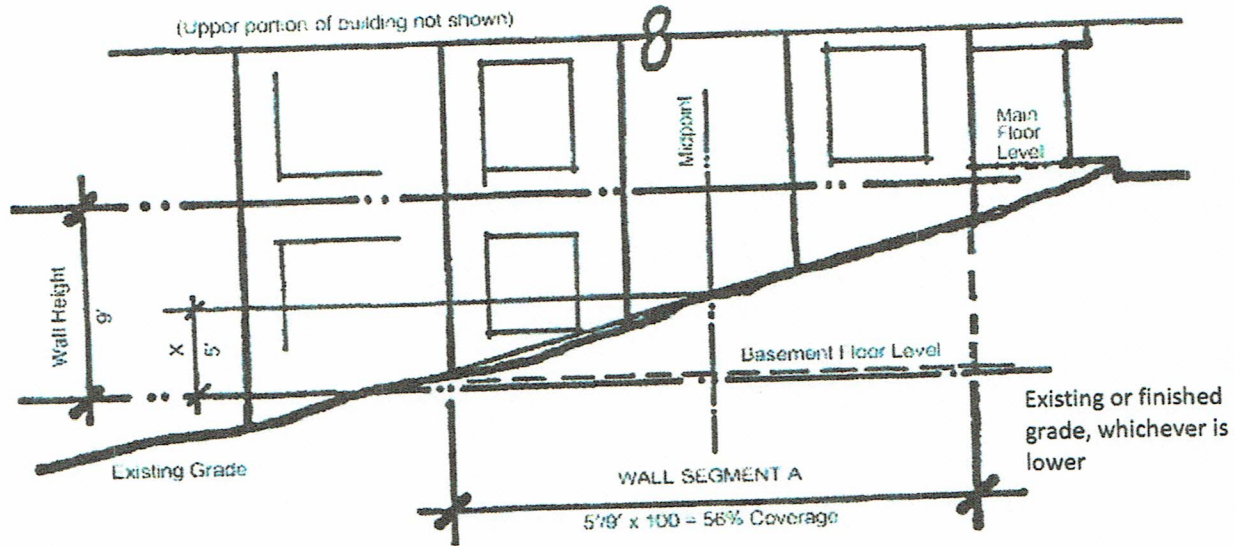 (Upper portion of building not shown)
8
Midpoint
Main
Floor
Level
Wall Height
9'
X
5'
Basement Floor Level
Existing or finished
grade, whichever is
lower
Existing Grade
WALL SEGMENT A
5'/9' x 100 = 56% Coverage